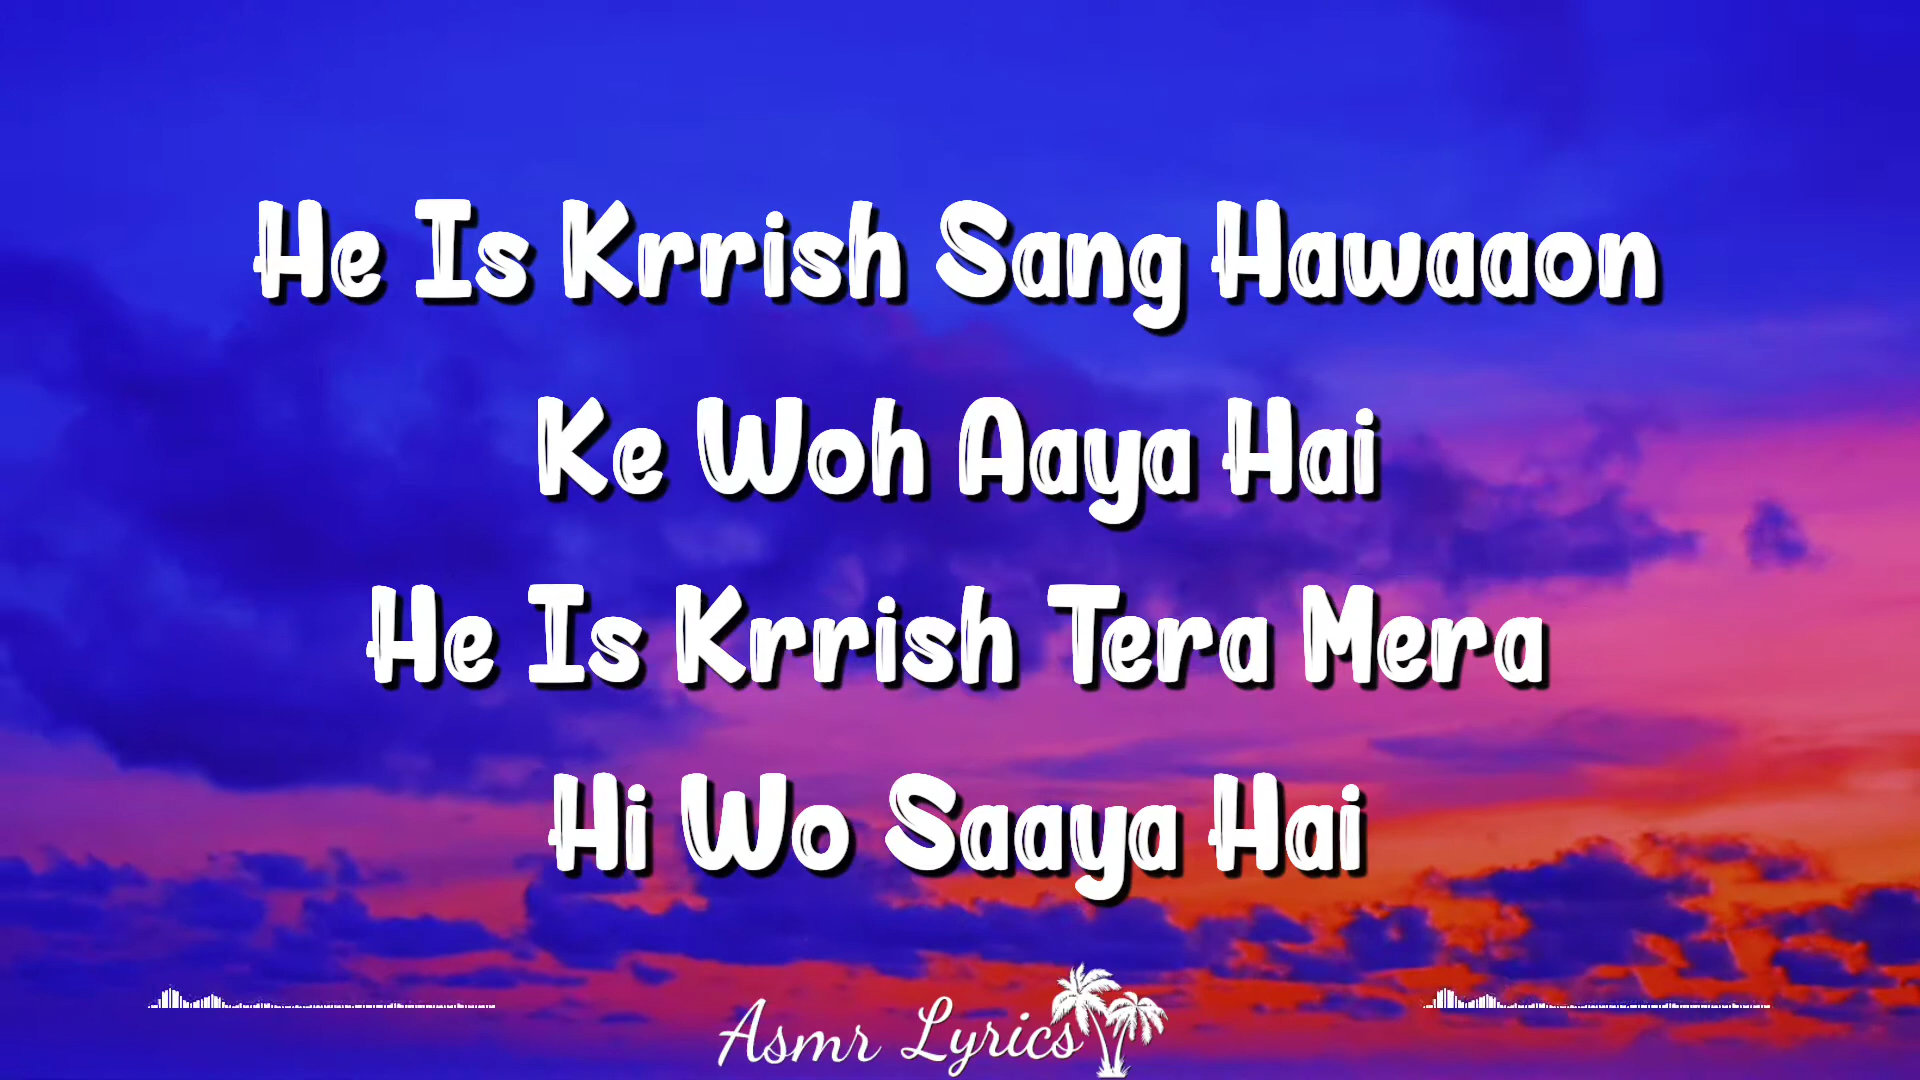 He Is Krrish Sang Hawaaon
Ke Woh Aaya Hai
He Is Krrish Tera Mera
Hi Wo Saaya Hai
Asmr Lyrics